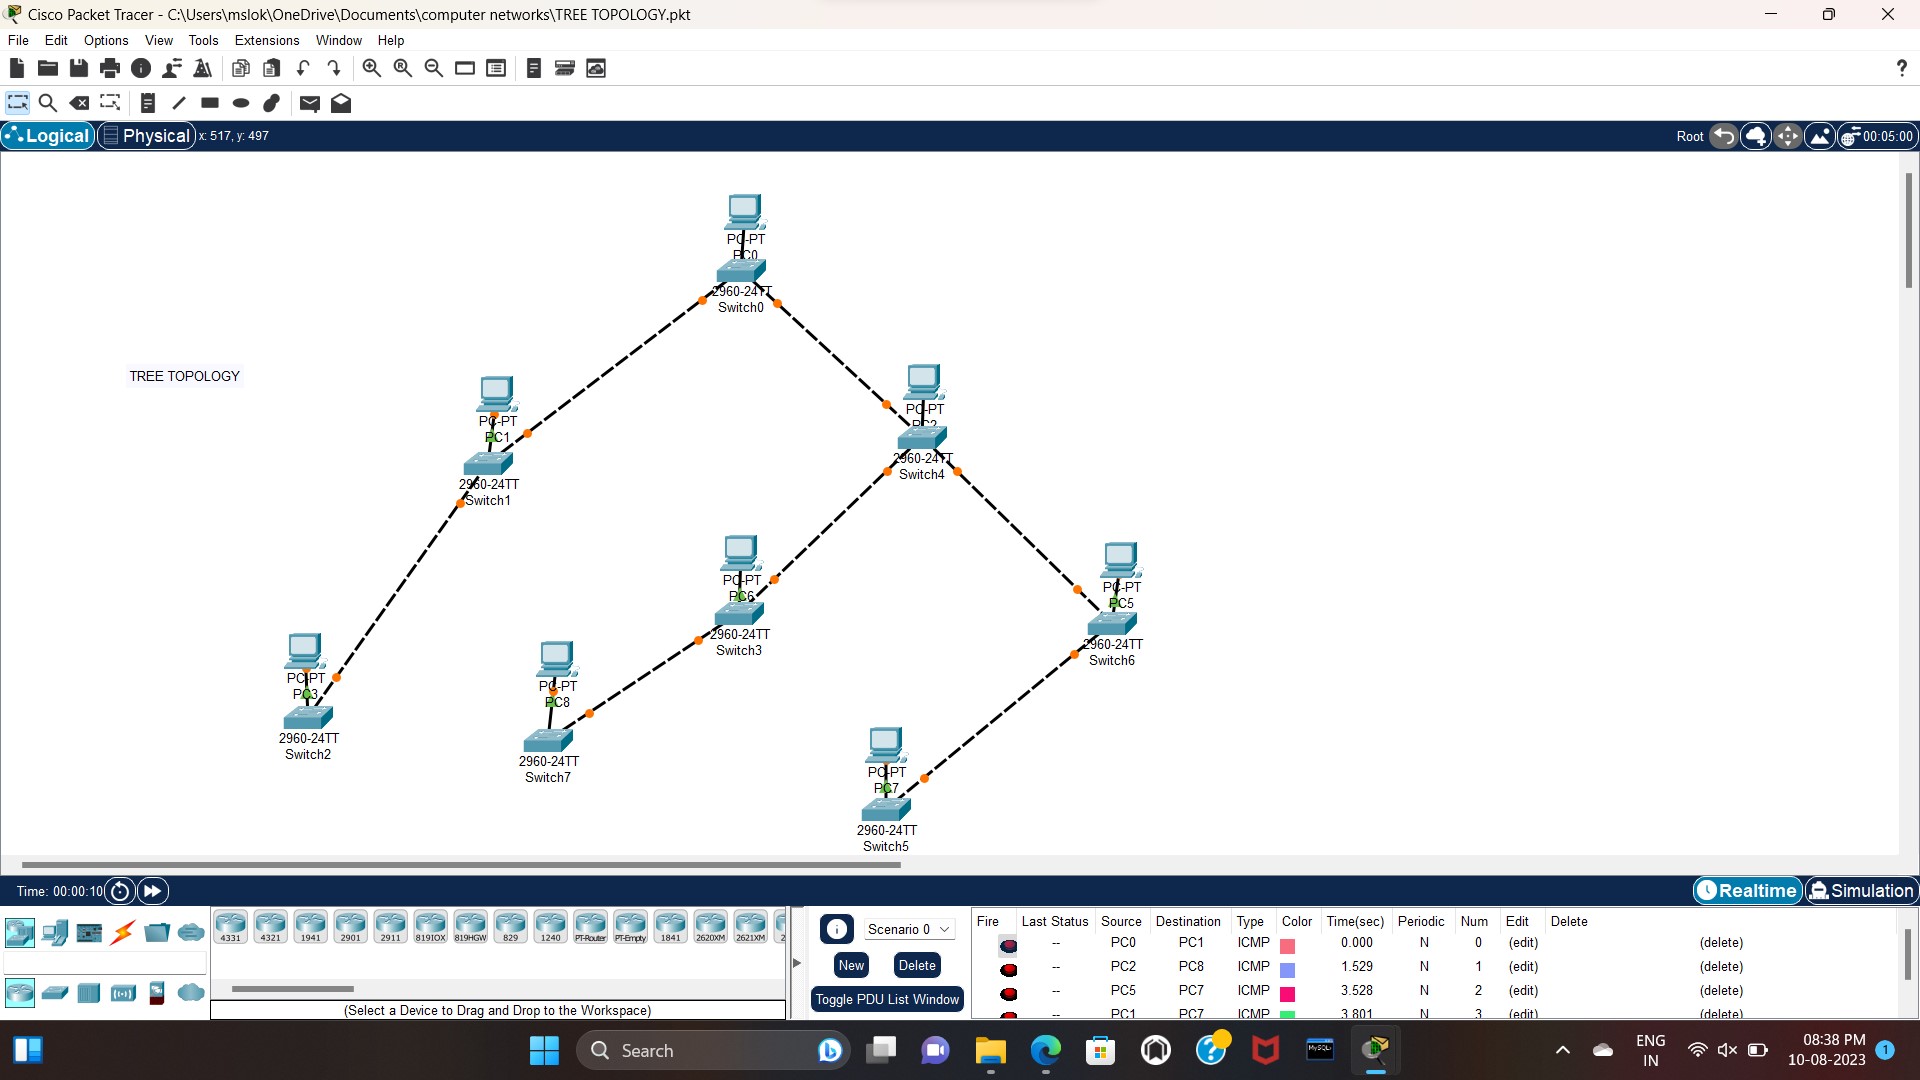 Cisco Packet Tracer - C:\Users\mslok\OneDrive\Documents\computer networks\TREE TOPOLOGY.pkt
File Edit Options View Tools Extensions Window Help
?
Logical Physical x: 517, y: 497 Root 00:05:00
PC-PT
PC0
2960-24TT
Switch0
TREE TOPOLOGY
PC-PT
PC1
2960-24TT
Switch1
PC-PT
PC2
2960-24TT
Switch4
PC-PT
PC6
2960-24TT
Switch3
PC-PT
PC5
2960-24TT
Switch6
PC-PT
PC3
2960-24TT
Switch2
PC-PT
PC8
2960-24TT
Switch7
PC-PT
PC7
2960-24TT
Switch5
Time: 00:00:10 Realtime Simulation
4331 4321 1941 2901 2911 819IOX 819HGW 829 1240 PT-Router PT-Empty 1841 2620XM 2621XM 2
(Select a Device to Drag and Drop to the Workspace)
Scenario 0
New Delete
Toggle PDU List Window
Fire Last Status Source Destination Type Color Time(sec) Periodic Num Edit Delete
-- PC0 PC1 ICMP 0.000 N 0 (edit) (delete)
-- PC2 PC8 ICMP 1.529 N 1 (edit) (delete)
-- PC5 PC7 ICMP 3.528 N 2 (edit) (delete)
-- PC1 PC7 ICMP 3.801 N 3 (edit) (delete)
Search
MySQL
ENG
IN
08:38 PM
10-08-2023
1